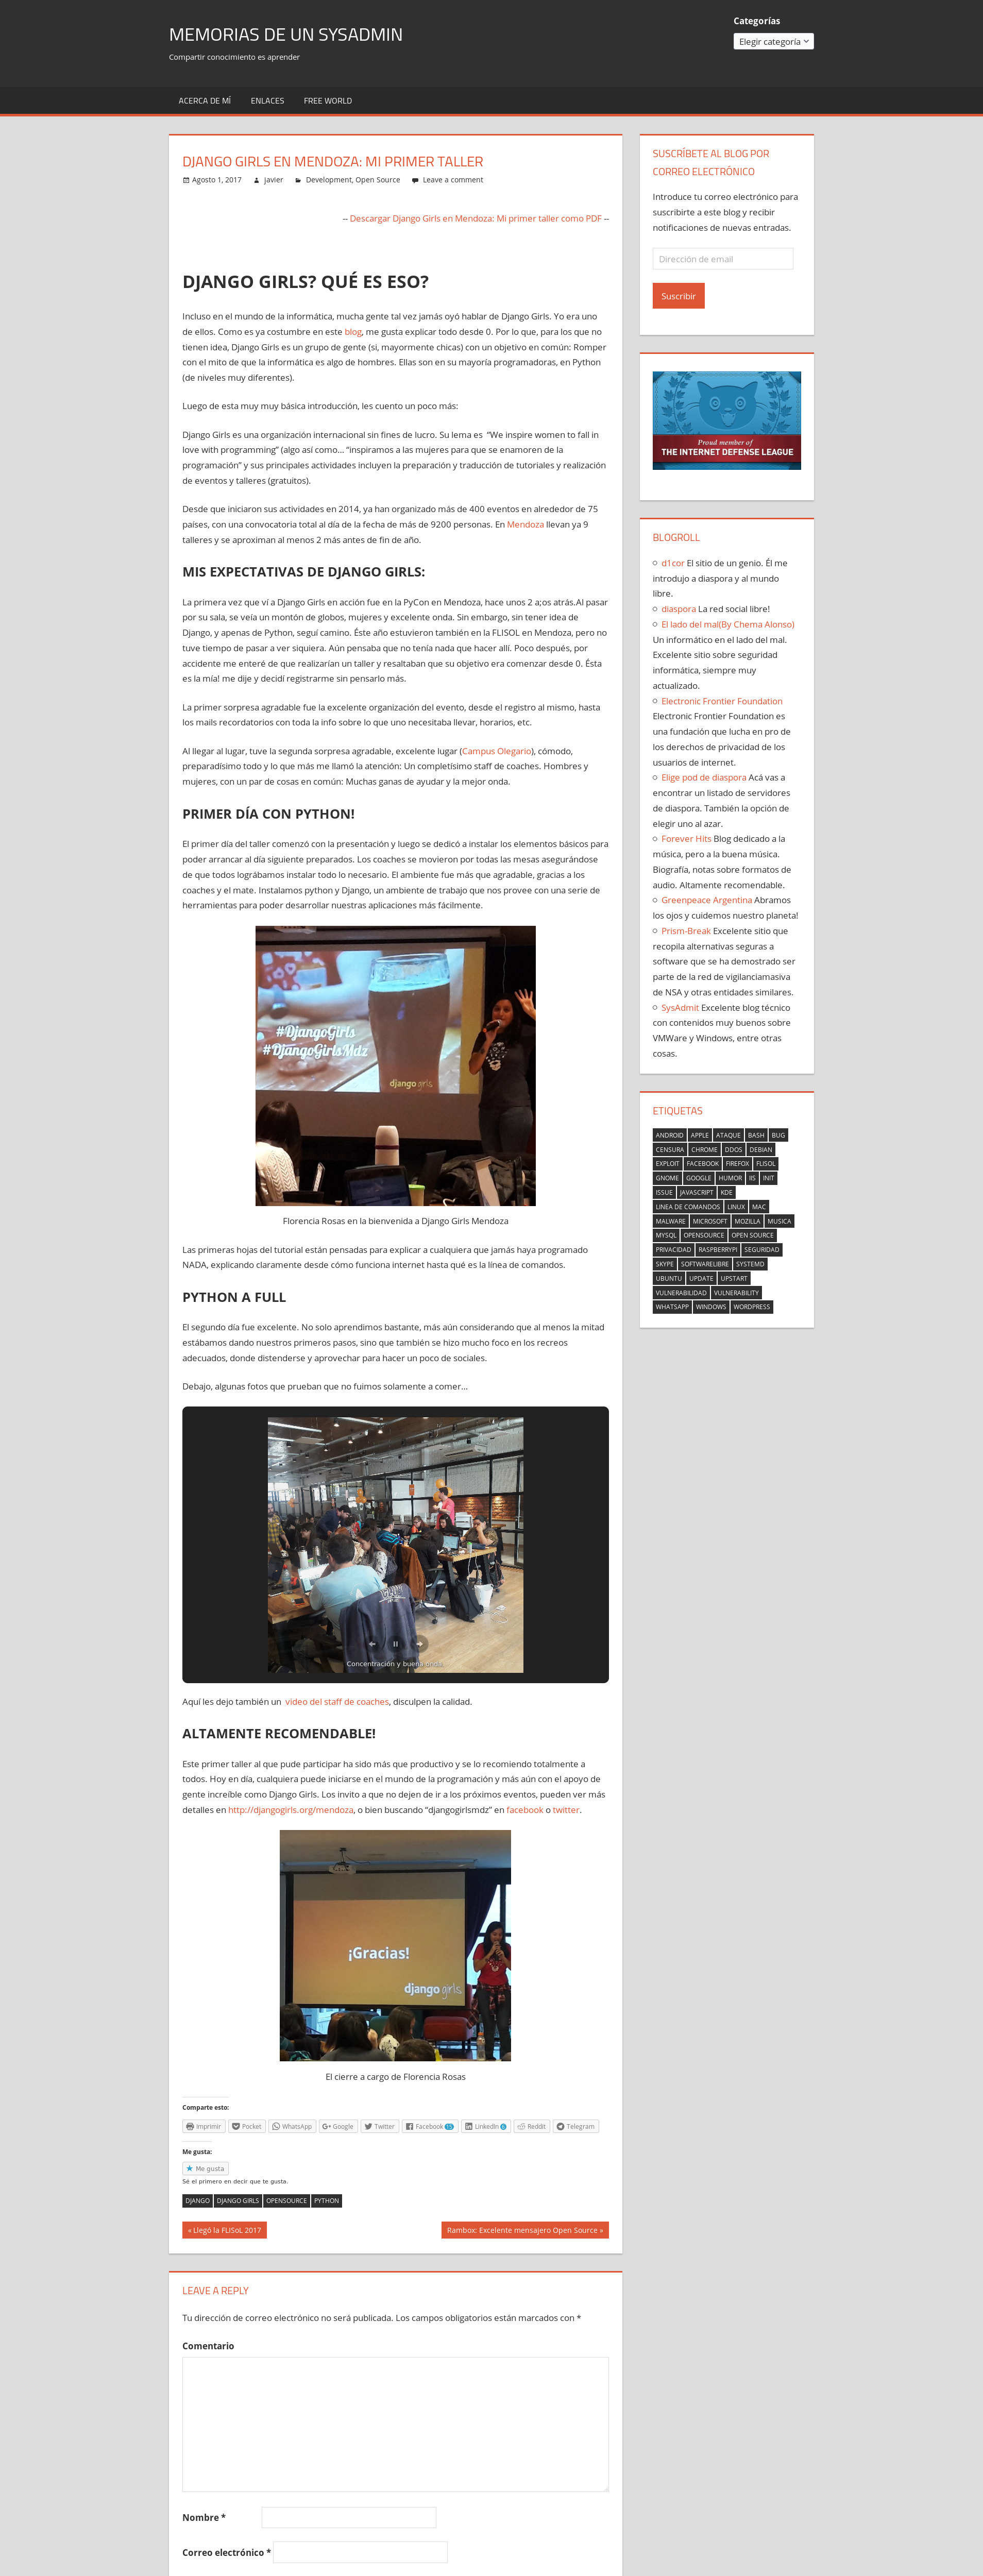 MEMORIAS DE UN SYSADMIN
Compartir conocimiento es aprender
Categorías
Elegir categoría
ACERCA DE MÍ
ENLACES
FREE WORLD
DJANGO GIRLS EN MENDOZA: MI PRIMER TALLER
Agosto 1, 2017
javier
Development, Open Source
Leave a comment
-- Descargar Django Girls en Mendoza: Mi primer taller como PDF --
DJANGO GIRLS? QUÉ ES ESO?
Incluso en el mundo de la informática, mucha gente tal vez jamás oyó hablar de Django Girls. Yo era uno
de ellos. Como es ya costumbre en este blog, me gusta explicar todo desde 0. Por lo que, para los que no
tienen idea, Django Girls es un grupo de gente (si, mayormente chicas) con un objetivo en común: Romper
con el mito de que la informática es algo de hombres. Ellas son en su mayoría programadoras, en Python
(de niveles muy diferentes).
Luego de esta muy muy básica introducción, les cuento un poco más:
Django Girls es una organización internacional sin fines de lucro. Su lema es “We inspire women to fall in
love with programming” (algo así como… “inspiramos a las mujeres para que se enamoren de la
programación” y sus principales actividades incluyen la preparación y traducción de tutoriales y realización
de eventos y talleres (gratuitos).
Desde que iniciaron sus actividades en 2014, ya han organizado más de 400 eventos en alrededor de 75
países, con una convocatoria total al día de la fecha de más de 9200 personas. En Mendoza llevan ya 9
talleres y se aproximan al menos 2 más antes de fin de año.
MIS EXPECTATIVAS DE DJANGO GIRLS:
La primera vez que ví a Django Girls en acción fue en la PyCon en Mendoza, hace unos 2 a;os atrás.Al pasar
por su sala, se veía un montón de globos, mujeres y excelente onda. Sin embargo, sin tener idea de
Django, y apenas de Python, seguí camino. Éste año estuvieron también en la FLISOL en Mendoza, pero no
tuve tiempo de pasar a ver siquiera. Aún pensaba que no tenía nada que hacer allí. Poco después, por
accidente me enteré de que realizarían un taller y resaltaban que su objetivo era comenzar desde 0. Ésta
es la mía! me dije y decidí registrarme sin pensarlo más.
La primer sorpresa agradable fue la excelente organización del evento, desde el registro al mismo, hasta
los mails recordatorios con toda la info sobre lo que uno necesitaba llevar, horarios, etc.
Al llegar al lugar, tuve la segunda sorpresa agradable, excelente lugar (Campus Olegario), cómodo,
preparadísimo todo y lo que más me llamó la atención: Un completísimo staff de coaches. Hombres y
mujeres, con un par de cosas en común: Muchas ganas de ayudar y la mejor onda.
PRIMER DÍA CON PYTHON!
El primer día del taller comenzó con la presentación y luego se dedicó a instalar los elementos básicos para
poder arrancar al día siguiente preparados. Los coaches se movieron por todas las mesas asegurándose
de que todos lográbamos instalar todo lo necesario. El ambiente fue más que agradable, gracias a los
coaches y el mate. Instalamos python y Django, un ambiente de trabajo que nos provee con una serie de
herramientas para poder desarrollar nuestras aplicaciones más fácilmente.
#DjangoGirls
#DjangoGirlsMdz
django girls
Florencia Rosas en la bienvenida a Django Girls Mendoza
Las primeras hojas del tutorial están pensadas para explicar a cualquiera que jamás haya programado
NADA, explicando claramente desde cómo funciona internet hasta qué es la línea de comandos.
PYTHON A FULL
El segundo día fue excelente. No solo aprendimos bastante, más aún considerando que al menos la mitad
estábamos dando nuestros primeros pasos, sino que también se hizo mucho foco en los recreos
adecuados, donde distenderse y aprovechar para hacer un poco de sociales.
Debajo, algunas fotos que prueban que no fuimos solamente a comer…
Concentración y buena onda
Aquí les dejo también un video del staff de coaches, disculpen la calidad.
ALTAMENTE RECOMENDABLE!
Este primer taller al que pude participar ha sido más que productivo y se lo recomiendo totalmente a
todos. Hoy en día, cualquiera puede iniciarse en el mundo de la programación y más aún con el apoyo de
gente increíble como Django Girls. Los invito a que no dejen de ir a los próximos eventos, pueden ver más
detalles en http://djangogirls.org/mendoza, o bien buscando “djangogirlsmdz” en facebook o twitter.
¡Gracias!
django girls
El cierre a cargo de Florencia Rosas
Comparte esto:
Imprimir
Pocket
WhatsApp
Google
Twitter
Facebook 13
LinkedIn 6
Reddit
Telegram
Me gusta:
Me gusta
Sé el primero en decir que te gusta.
DJANGO
DJANGO GIRLS
OPENSOURCE
PYTHON
« Llegó la FLISoL 2017
Rambox: Excelente mensajero Open Source »
LEAVE A REPLY
Tu dirección de correo electrónico no será publicada. Los campos obligatorios están marcados con *
Comentario
Nombre *
Correo electrónico *
SUSCRÍBETE AL BLOG POR
CORREO ELECTRÓNICO
Introduce tu correo electrónico para
suscribirte a este blog y recibir
notificaciones de nuevas entradas.
Dirección de email
Suscribir
Proud member of
THE INTERNET DEFENSE LEAGUE
BLOGROLL
d1cor El sitio de un genio. Él me
introdujo a diaspora y al mundo
libre.
diaspora La red social libre!
El lado del mal(By Chema Alonso)
Un informático en el lado del mal.
Excelente sitio sobre seguridad
informática, siempre muy
actualizado.
Electronic Frontier Foundation
Electronic Frontier Foundation es
una fundación que lucha en pro de
los derechos de privacidad de los
usuarios de internet.
Elige pod de diaspora Acá vas a
encontrar un listado de servidores
de diaspora. También la opción de
elegir uno al azar.
Forever Hits Blog dedicado a la
música, pero a la buena música.
Biografía, notas sobre formatos de
audio. Altamente recomendable.
Greenpeace Argentina Abramos
los ojos y cuidemos nuestro planeta!
Prism-Break Excelente sitio que
recopila alternativas seguras a
software que se ha demostrado ser
parte de la red de vigilanciamasiva
de NSA y otras entidades similares.
SysAdmit Excelente blog técnico
con contenidos muy buenos sobre
VMWare y Windows, entre otras
cosas.
ETIQUETAS
ANDROID APPLE ATAQUE BASH BUG
CENSURA CHROME DDOS DEBIAN
EXPLOIT FACEBOOK FIREFOX FLISOL
GNOME GOOGLE HUMOR IIS INIT
ISSUE JAVASCRIPT KDE
LINEA DE COMANDOS LINUX MAC
MALWARE MICROSOFT MOZILLA MUSICA
MYSQL OPENSOURCE OPEN SOURCE
PRIVACIDAD RASPBERRYPI SEGURIDAD
SKYPE SOFTWARELIBRE SYSTEMD
UBUNTU UPDATE UPSTART
VULNERABILIDAD VULNERABILITY
WHATSAPP WINDOWS WORDPRESS